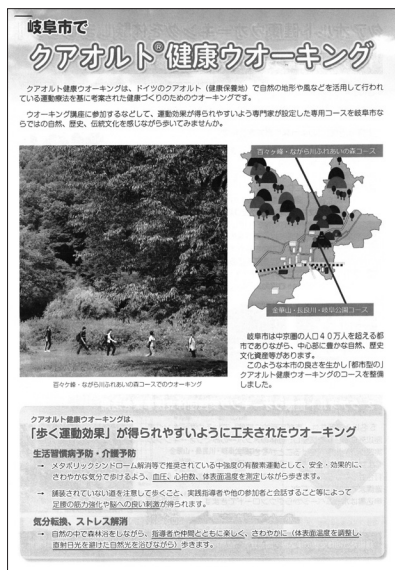 岐阜市で
クアオルト®健康ウオーキング
クアオルト健康ウオーキングは、ドイツのクアオルト（健康保養地）で自然の地形や風などを活用して行われ
ている運動療法を基に考案された健康づくりのためのウオーキングです。
ウオーキング講座に参加するなどして、運動効果が得られやすいよう専門家が設定した専用コースを岐阜市な
らではの自然、歴史、伝統文化を感じながら歩いてみませんか。
百々ケ峰・ながら川ふれあいの森コース
金華山・長良川・岐阜公園コース
百々ケ峰・ながら川ふれあいの森コースでのウオーキング
岐阜市は中京圏の人口４０万人を超える都
市でありながら、中心部に豊かな自然、歴史
文化資産等があります。
このような本市の良さを生かし「都市型の」
クアオルト健康ウオーキングのコースを整備
しました。
クアオルト健康ウオーキングは、
「歩く運動効果」が得られやすいように工夫されたウオーキング
生活習慣病予防・介護予防
→ メタボリックシンドローム解消等で推奨されている中強度の有酸素運動として、安全・効果的に、
さわやかな気分で歩けるよう、血圧、心拍数、体表面温度を測定しながら歩きます。
→ 舗装されていない道を注意して歩くこと、実践指導者や他の参加者と会話すること等によって
足腰の筋力強化や脳への良い刺激が得られます。
気分転換、ストレス解消
→ 自然の中で森林浴をしながら、指導者や仲間とともに楽しく、さわやかに（体表面温度を調整し、
直射日光を避けた自然光を浴びながら）歩きます。